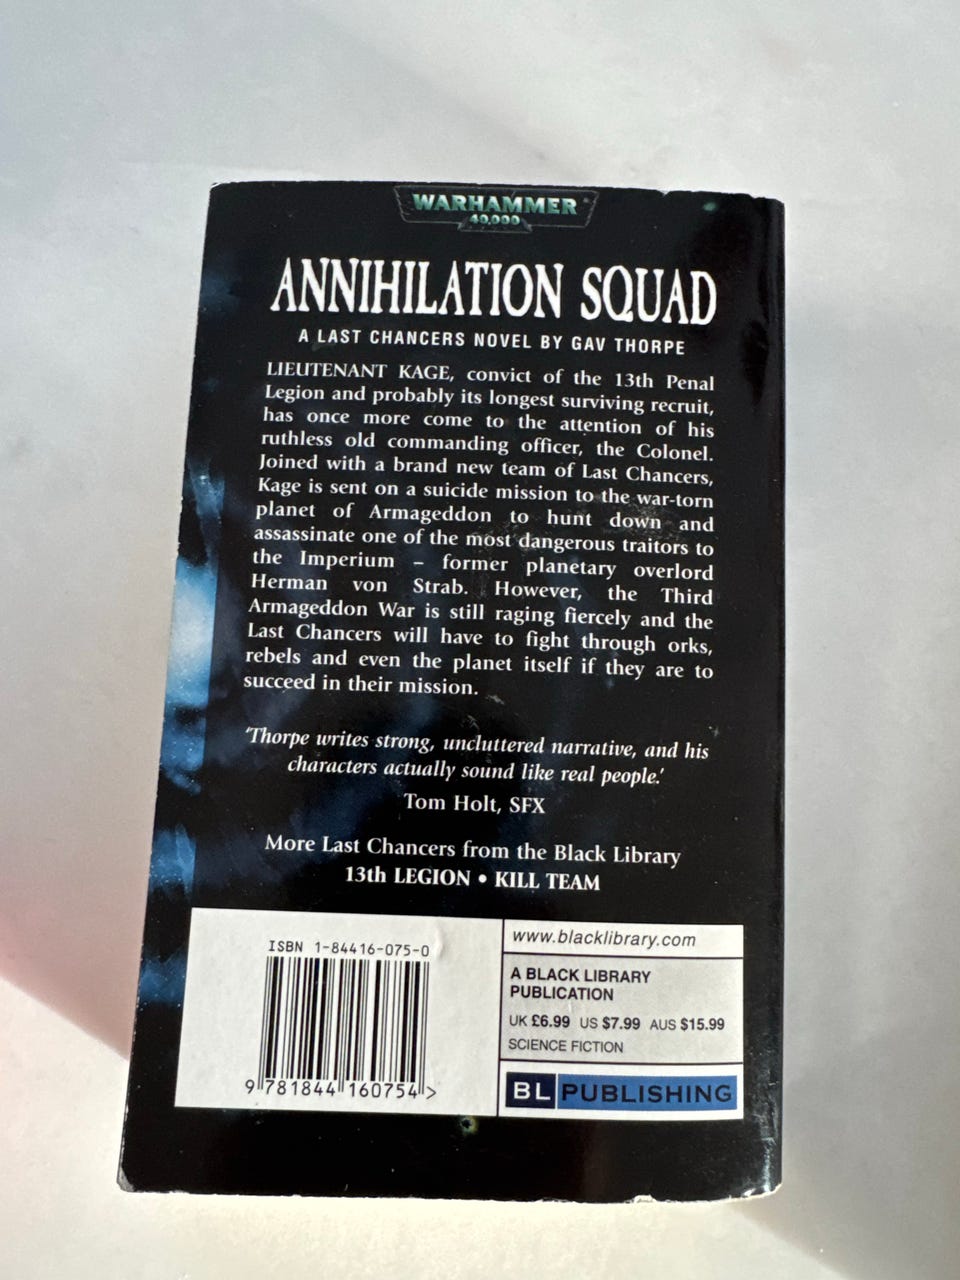 WARHAMMER
40,000
ANNIHILATION SQUAD
A LAST CHANCERS NOVEL BY GAV THORPE
LIEUTENANT KAGE, convict of the 13th Penal
Legion and probably its longest surviving recruit,
has once more come to the attention of his
ruthless old commanding officer, the Colonel.
Joined with a brand new team of Last Chancers,
Kage is sent on a suicide mission to the war-torn
planet of Armageddon to hunt down and
assassinate one of the most dangerous traitors to
the Imperium – former planetary overlord
Herman von Strab. However, the Third
Armageddon War is still raging fiercely and the
Last Chancers will have to fight through orks,
rebels and even the planet itself if they are to
succeed in their mission.
'Thorpe writes strong, uncluttered narrative, and his
characters actually sound like real people.'
Tom Holt, SFX
More Last Chancers from the Black Library
13th LEGION • KILL TEAM
ISBN 1-84416-075-0
9 781844 160754 >
www.blacklibrary.com
A BLACK LIBRARY
PUBLICATION
UK £6.99 US $7.99 AUS $15.99
SCIENCE FICTION
BL PUBLISHING